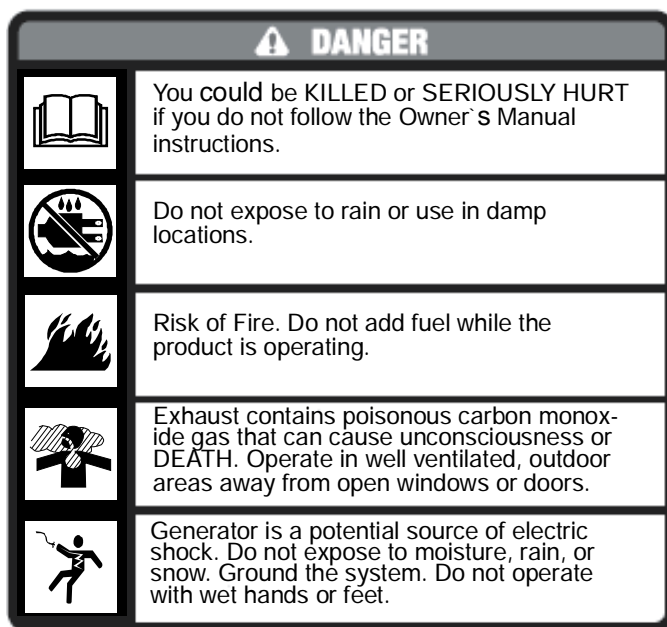 DANGER
You could be KILLED or SERIOUSLY HURT
if you do not follow the Owner`s Manual
instructions.
Do not expose to rain or use in damp
locations.
Risk of Fire. Do not add fuel while the
product is operating.
Exhaust contains poisonous carbon monox-
ide gas that can cause unconsciousness or
DEATH. Operate in well ventilated, outdoor
areas away from open windows or doors.
Generator is a potential source of electric
shock. Do not expose to moisture, rain, or
snow. Ground the system. Do not operate
with wet hands or feet.